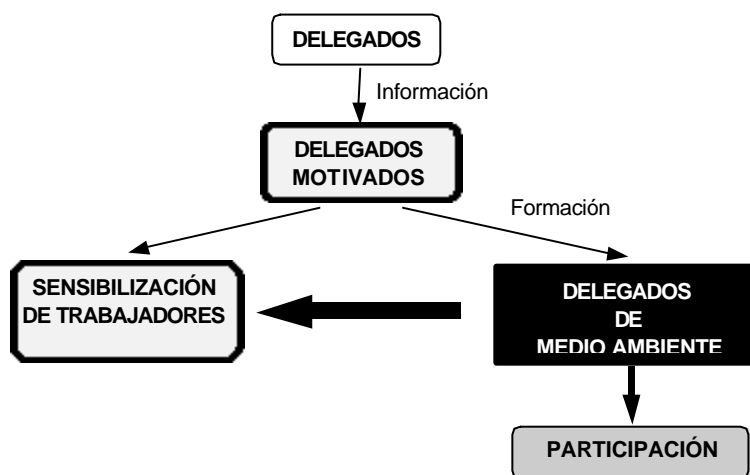 DELEGADOS
Información
DELEGADOS
MOTIVADOS
Formación
SENSIBILIZACIÓN
DE TRABAJADORES
DELEGADOS
DE
MEDIO AMBIENTE
PARTICIPACIÓN